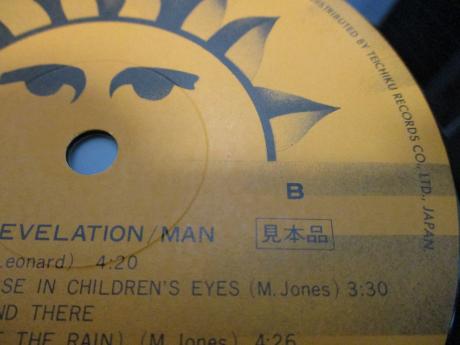 DISTRIBUTED BY TEICHIKU RECORDS CO., LTD., JAPAN.
B
EVELATION/MAN
見本品
Leonard) 4:20
SE IN CHILDREN'S EYES (M. Jones) 3:30
ND THERE
THE RAIN) (M. Jones) 4:26